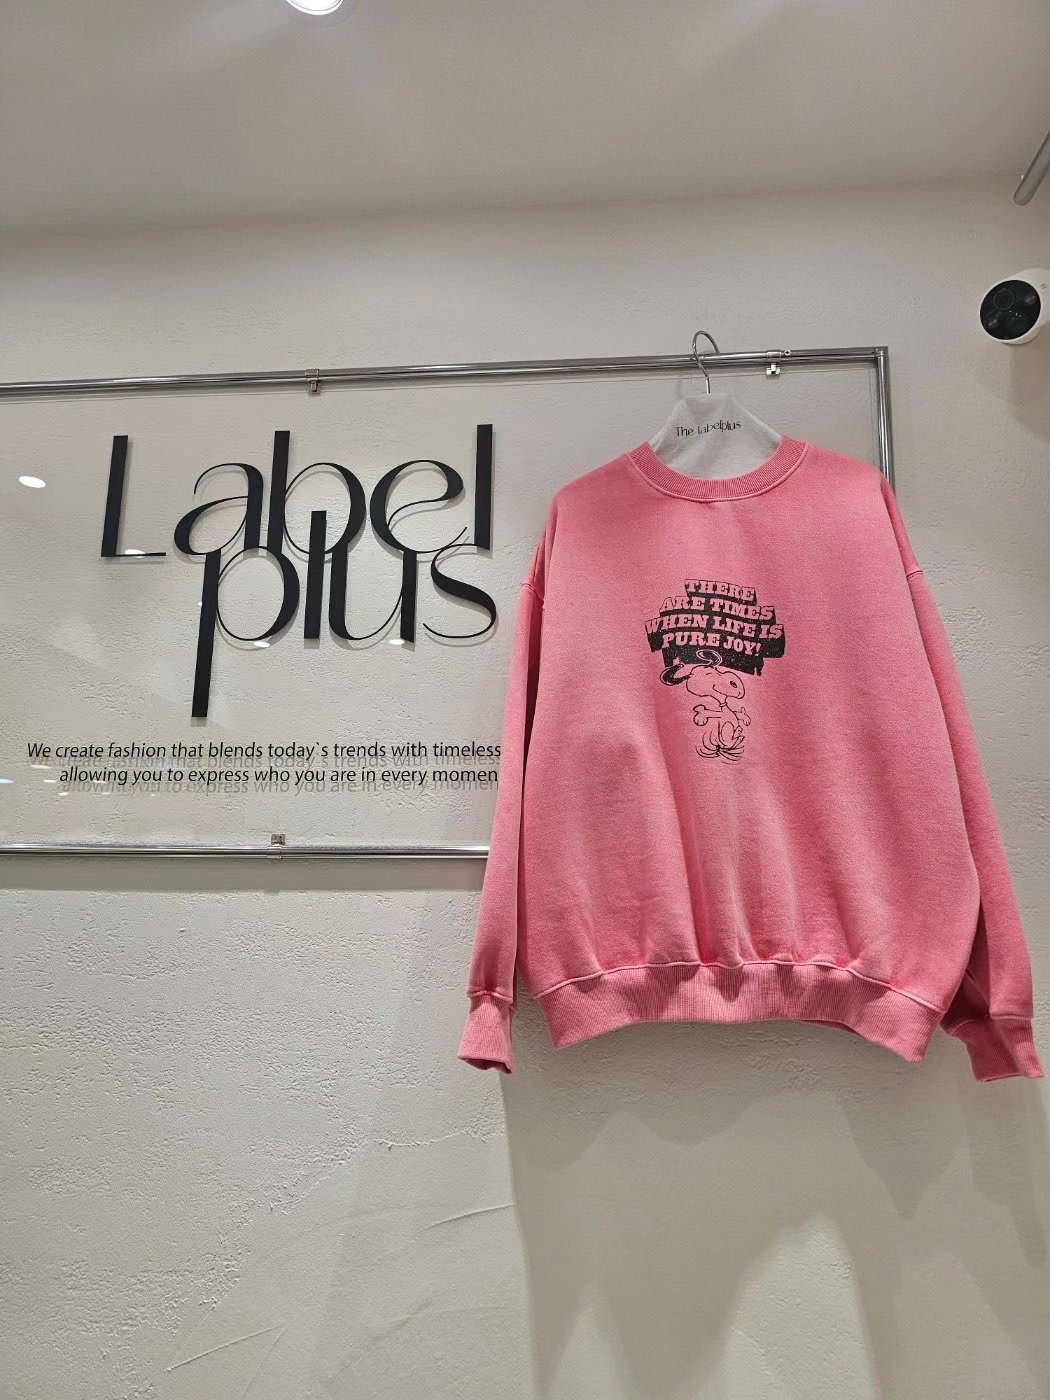 Label
plus
We create fashion that blends today`s trends with timeless
allowing you to express who you are in every momen
The labelplus
THERE
ARE TIMES
WHEN LIFE IS
PURE JOY!